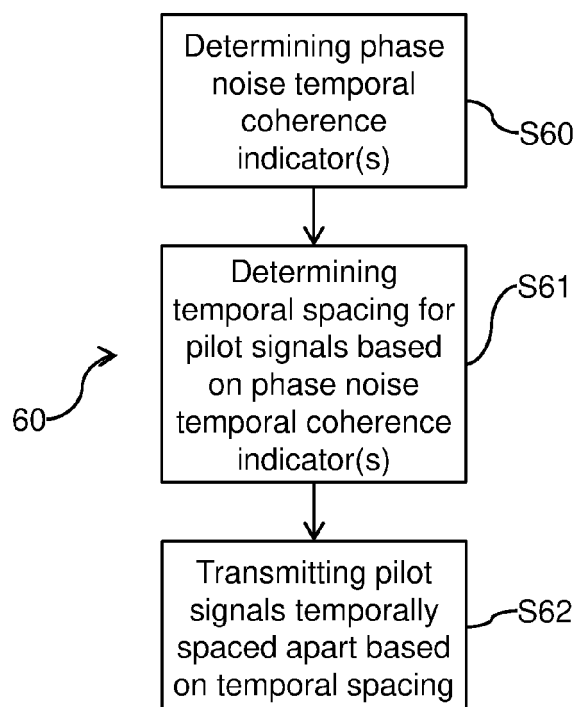 Determining phase
noise temporal
coherence
indicator(s)
S60
Determining
temporal spacing for
pilot signals based
on phase noise
temporal coherence
indicator(s)
S61
60
Transmitting pilot
signals temporally
spaced apart based
on temporal spacing
S62